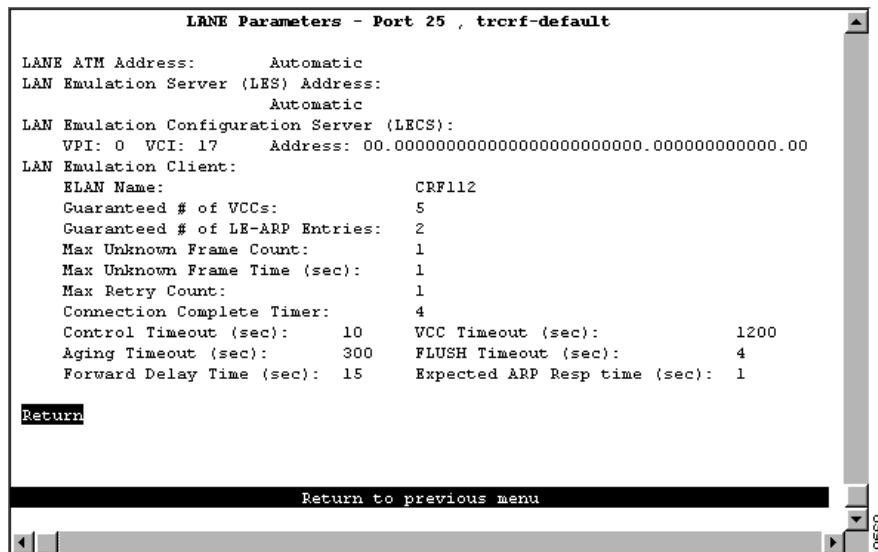 LANE Parameters - Port 25 , trcrf-default
LANE ATM Address: Automatic
LAN Emulation Server (LES) Address:
Automatic
LAN Emulation Configuration Server (LECS):
VPI: 0 VCI: 17 Address: 00.00000000000000000000000000.000000000000.00
LAN Emulation Client:
ELAN Name: CRF112
Guaranteed # of VCCs: 5
Guaranteed # of LE-ARP Entries: 2
Max Unknown Frame Count: 1
Max Unknown Frame Time (sec): 1
Max Retry Count: 1
Connection Complete Timer: 4
Control Timeout (sec): 10 VCC Timeout (sec): 1200
Aging Timeout (sec): 300 FLUSH Timeout (sec): 4
Forward Delay Time (sec): 15 Expected ARP Resp time (sec): 1
Return
Return to previous menu